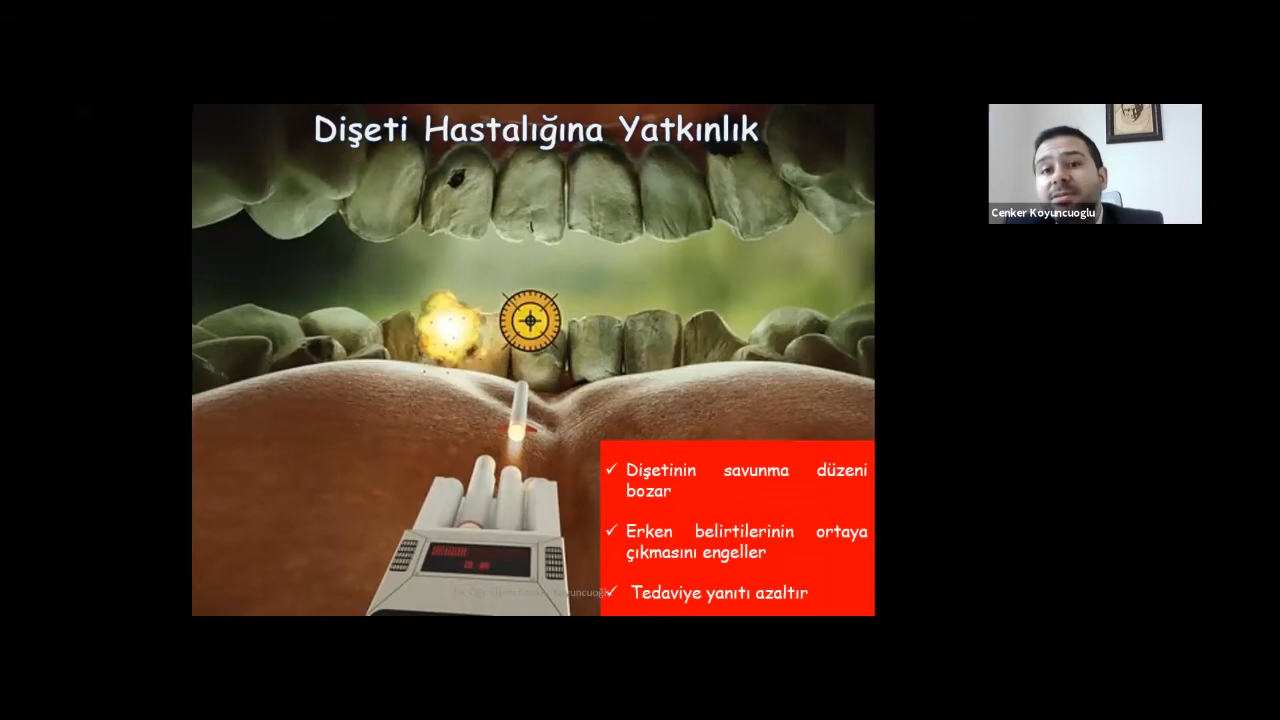 Dişeti Hastalığına Yatkınlık
Cenker Koyuncuoglu
✓ Dişetinin savunma düzeni
bozar
✓ Erken belirtilerinin ortaya
çıkmasını engeller
✓ Tedaviye yanıtı azaltır